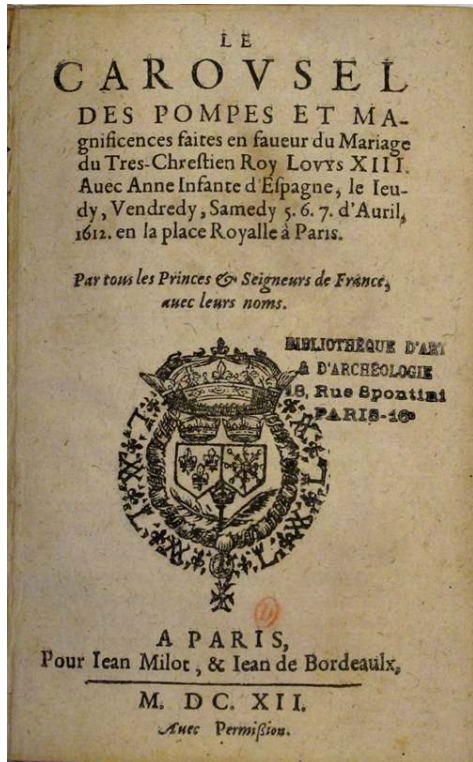 LE
CAROVSEL
DES POMPES ET MA-
gnificences faites en faueur du Mariage
du Tres-Chrestien Roy LOVYS XIII.
Auec Anne Infante d'Espagne, le Ieu-
dy, Vendredy, Samedy 5. 6. 7. d'Auril,
1612. en la place Royalle à Paris.
Par tous les Princes & Seigneurs de France,
auec leurs noms.
BIBLIOTHÈQUE D'ART
& D'ARCHÉOLOGIE
18, Rue Spontini
PARIS-16e
A PARIS,
Pour Iean Milot, & Iean de Bordeaulx,
M. DC. XII.
Auec Permißion.